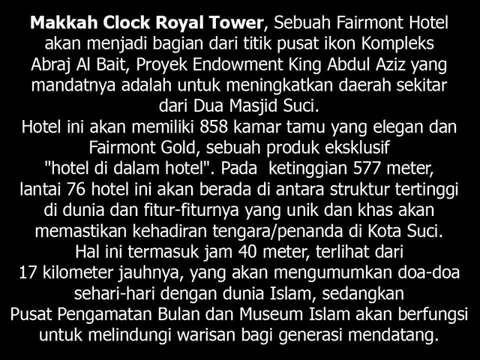 Makkah Clock Royal Tower, Sebuah Fairmont Hotel
akan menjadi bagian dari titik pusat ikon Kompleks
Abraj Al Bait, Proyek Endowment King Abdul Aziz yang
mandatnya adalah untuk meningkatkan daerah sekitar
dari Dua Masjid Suci.
Hotel ini akan memiliki 858 kamar tamu yang elegan dan
Fairmont Gold, sebuah produk eksklusif
"hotel di dalam hotel". Pada ketinggian 577 meter,
lantai 76 hotel ini akan berada di antara struktur tertinggi
di dunia dan fitur-fiturnya yang unik dan khas akan
memastikan kehadiran tengara/penanda di Kota Suci.
Hal ini termasuk jam 40 meter, terlihat dari
17 kilometer jauhnya, yang akan mengumumkan doa-doa
sehari-hari dengan dunia Islam, sedangkan
Pusat Pengamatan Bulan dan Museum Islam akan berfungsi
untuk melindungi warisan bagi generasi mendatang.